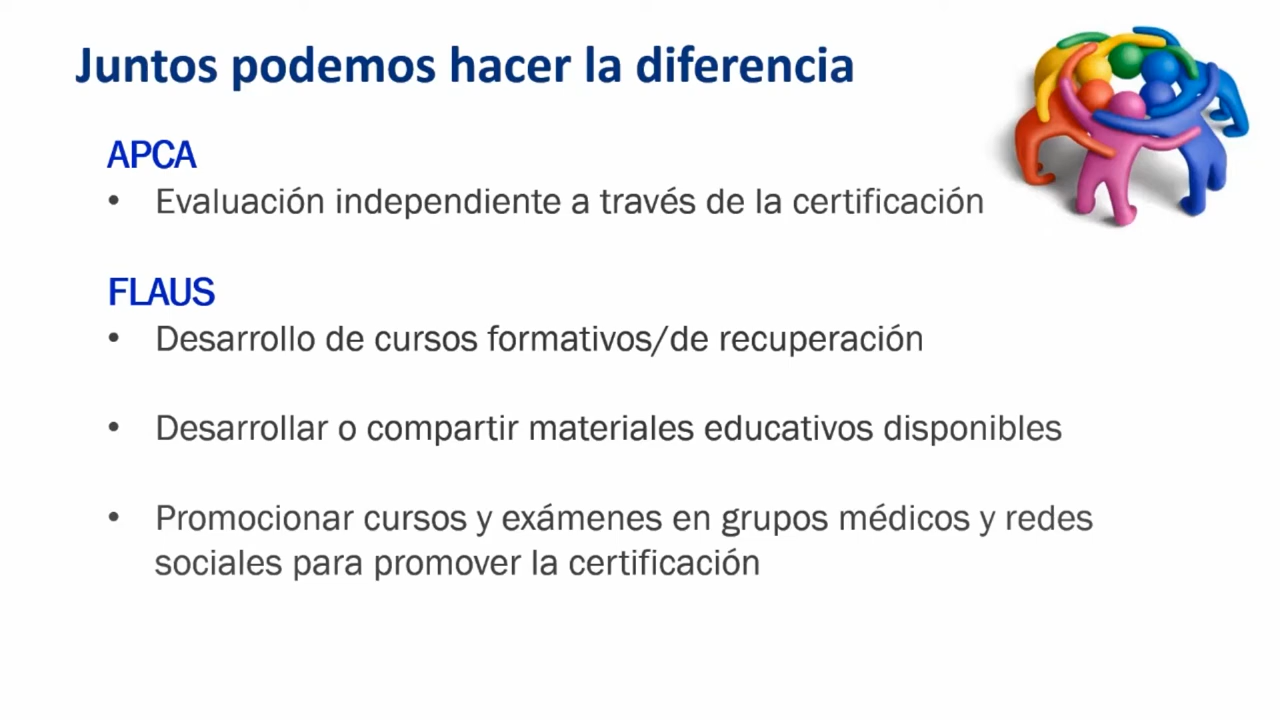 Juntos podemos hacer la diferencia
APCA
• Evaluación independiente a través de la certificación
FLAUS
• Desarrollo de cursos formativos/de recuperación
• Desarrollar o compartir materiales educativos disponibles
• Promocionar cursos y exámenes en grupos médicos y redes
sociales para promover la certificación